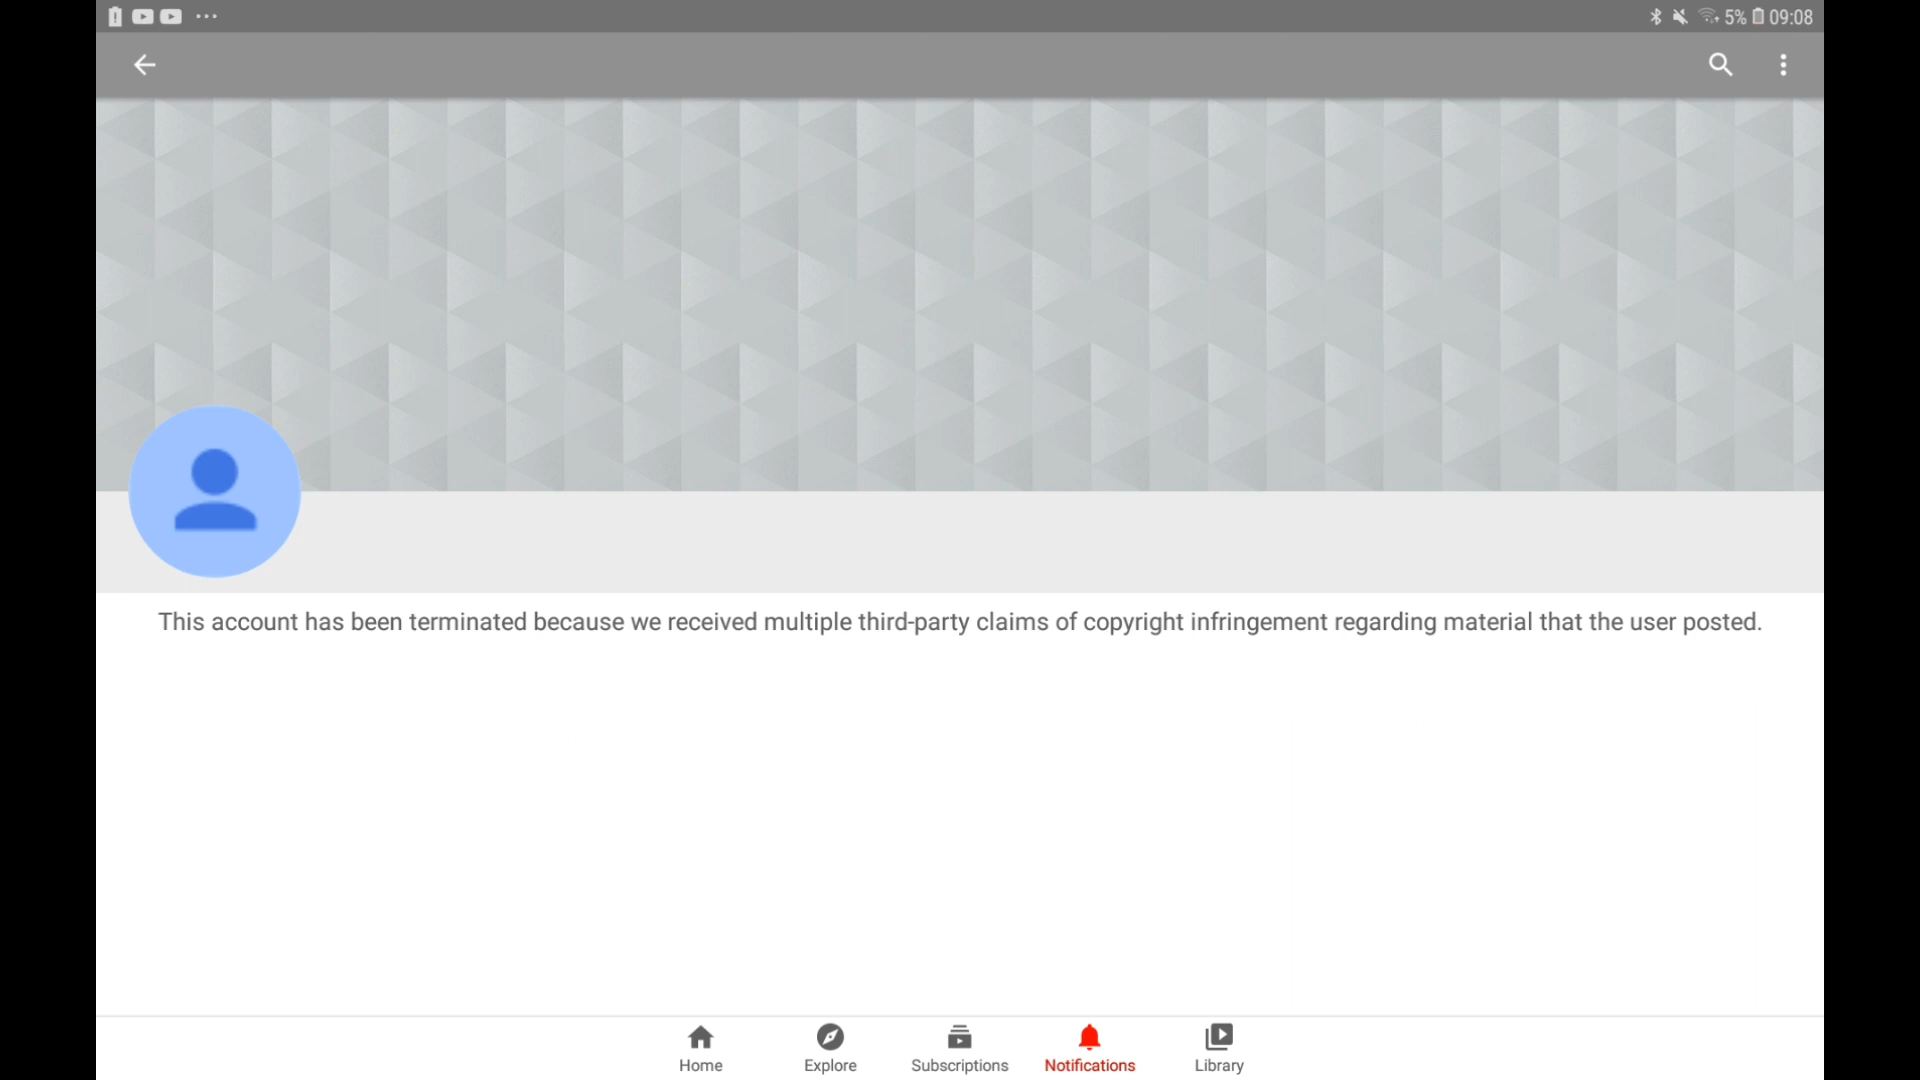 5% 09:08
This account has been terminated because we received multiple third-party claims of copyright infringement regarding material that the user posted.
Home Explore Subscriptions Notifications Library